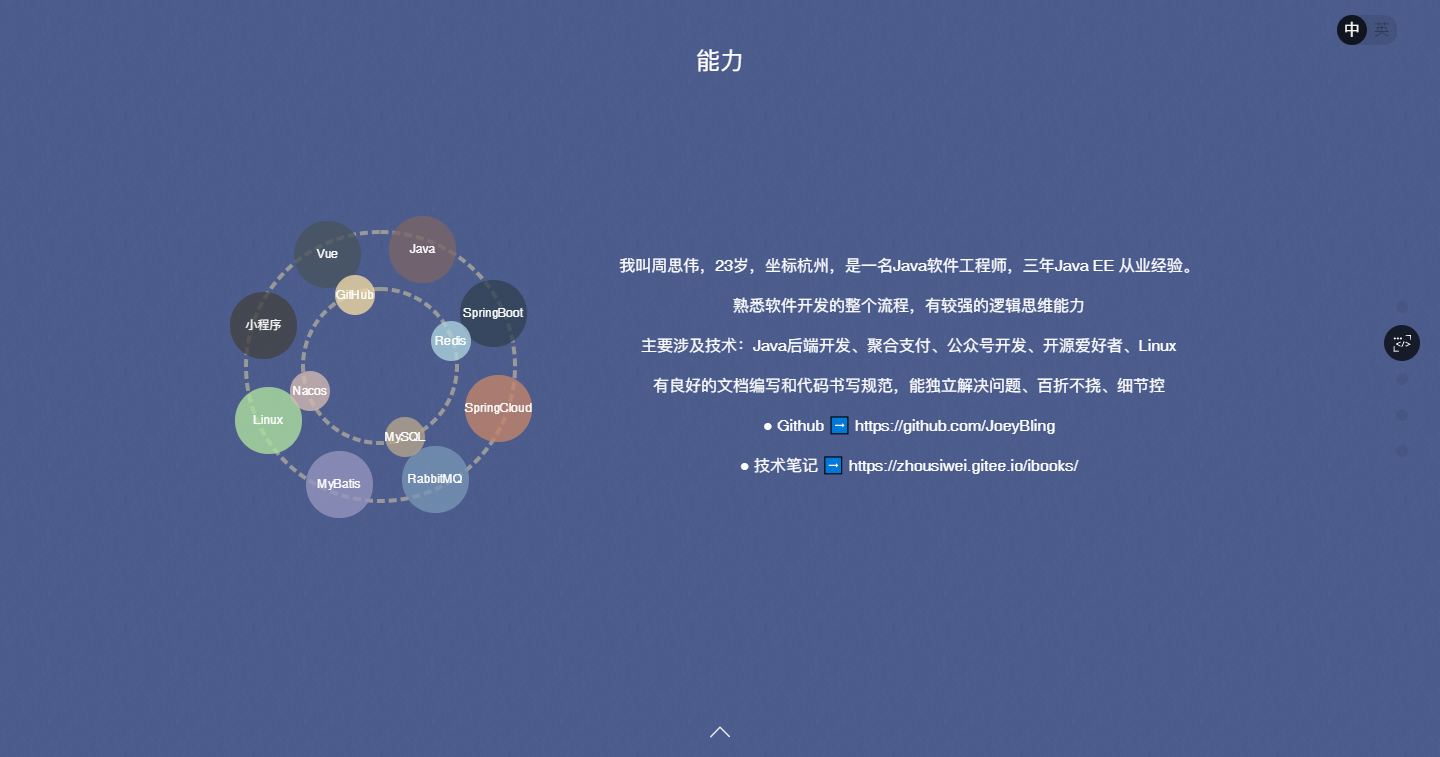 中 英
能力
Java
Vue
GitHub
SpringBoot
小程序
Redis
Nacos
SpringCloud
Linux
MySQL
RabbitMQ
MyBatis
我叫周思伟，23岁，坐标杭州，是一名Java软件工程师，三年Java EE 从业经验。
熟悉软件开发的整个流程，有较强的逻辑思维能力
主要涉及技术：Java后端开发、聚合支付、公众号开发、开源爱好者、Linux
有良好的文档编写和代码书写规范，能独立解决问题、百折不挠、细节控
● Github ➡ https://github.com/JoeyBling
● 技术笔记 ➡ https://zhousiwei.gitee.io/ibooks/